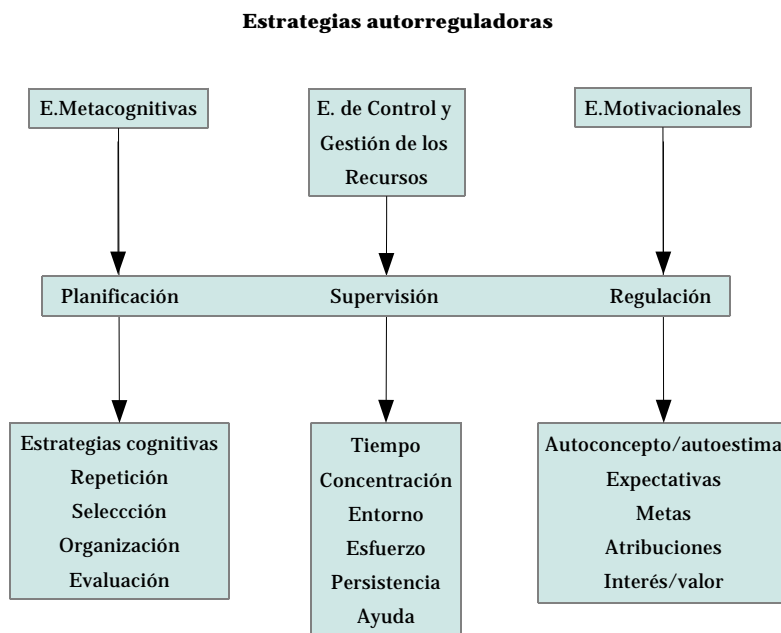 Estrategias autorreguladoras
E.Metacognitivas
E. de Control y
Gestión de los
Recursos
E.Motivacionales
Planificación
Supervisión
Regulación
Estrategias cognitivas
Repetición
Seleccción
Organización
Evaluación
Tiempo
Concentración
Entorno
Esfuerzo
Persistencia
Ayuda
Autoconcepto/autoestima
Expectativas
Metas
Atribuciones
Interés/valor